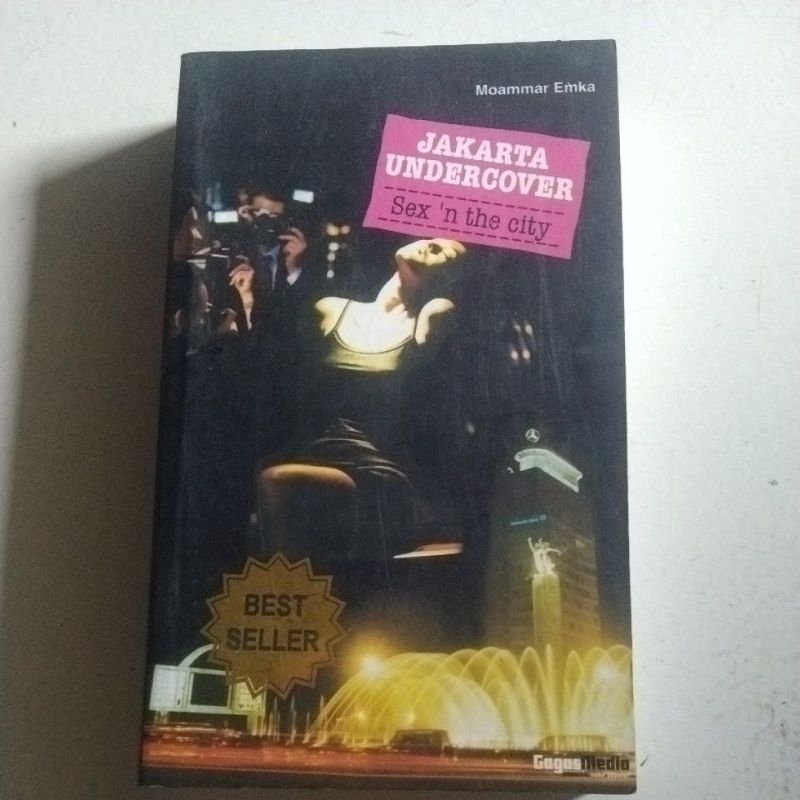 Moammar Emka
JAKARTA
UNDERCOVER
Sex 'n the city
BEST
SELLER
GagasMedia